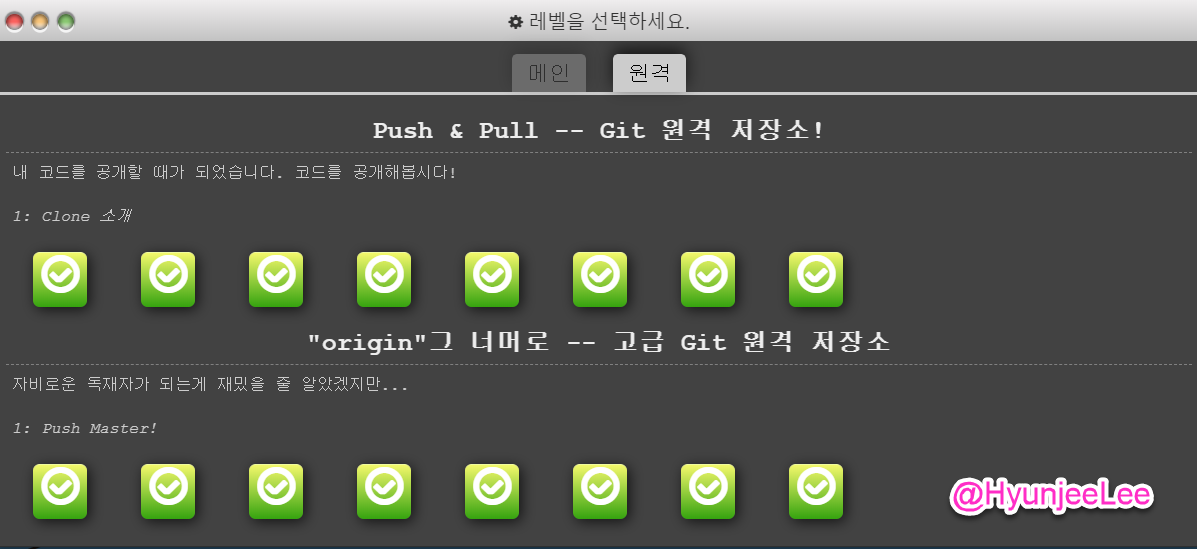 레벨을 선택하세요.
메인 원격
Push & Pull -- Git 원격 저장소!
내 코드를 공개할 때가 되었습니다. 코드를 공개해봅시다!
1: Clone 소개
"origin"그 너머로 -- 고급 Git 원격 저장소
자비로운 독재자가 되는게 재밌을 줄 알았겠지만...
1: Push Master!
@HyunjeeLee